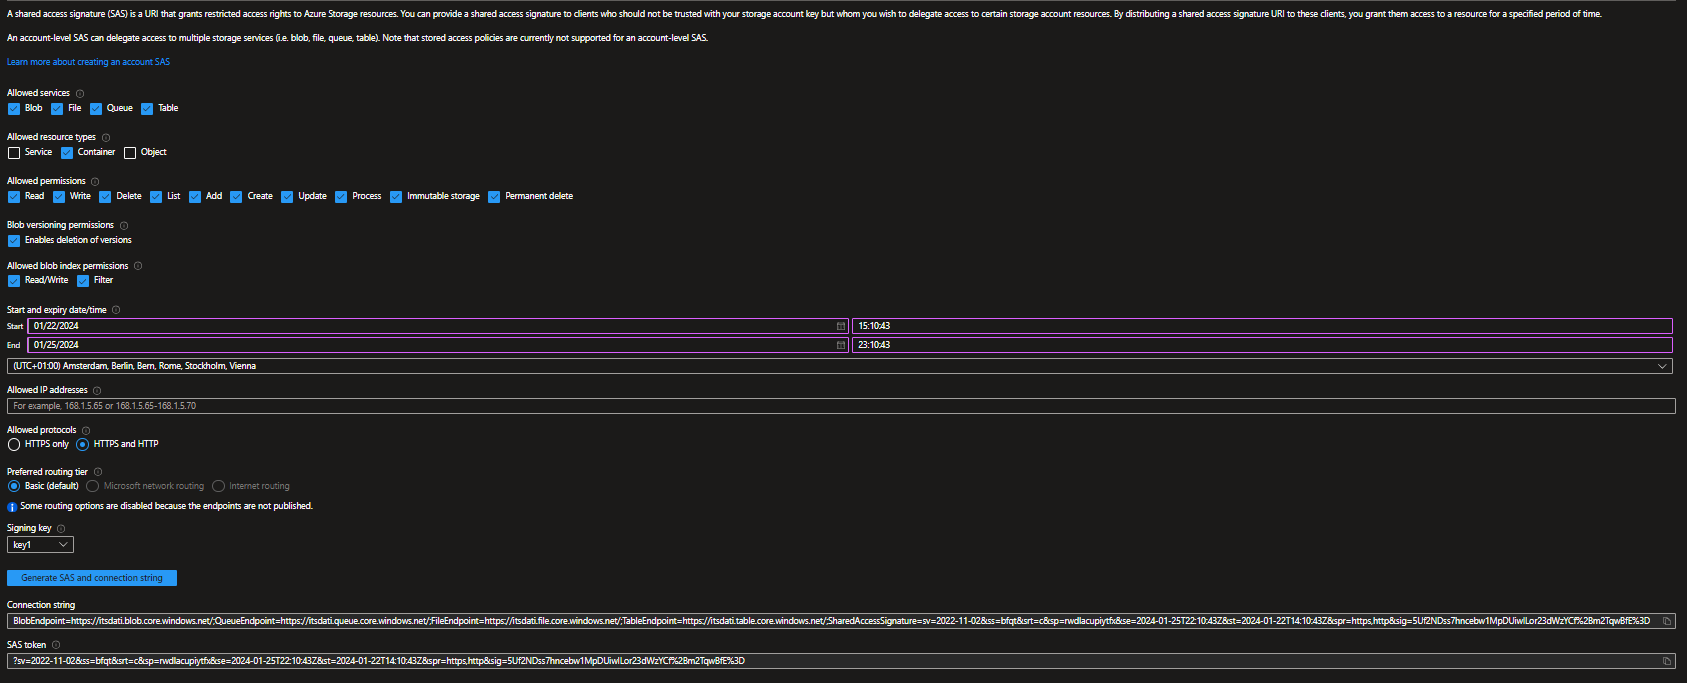 A shared access signature (SAS) is a URI that grants restricted access rights to Azure Storage resources. You can provide a shared access signature to clients who should not be trusted with your storage account key but whom you wish to delegate access to certain storage account resources. By distributing a shared access signature URI to these clients, you grant them access to a resource for a specified period of time.
An account-level SAS can delegate access to multiple storage services (i.e. blob, file, queue, table). Note that stored access policies are currently not supported for an account-level SAS.
Learn more about creating an account SAS
Allowed services
Blob File Queue Table
Allowed resource types
Service Container Object
Allowed permissions
Read Write Delete List Add Create Update Process Immutable storage Permanent delete
Blob versioning permissions
Enables deletion of versions
Allowed blob index permissions
Read/Write Filter
Start and expiry date/time
Start 01/22/2024 15:10:43
End 01/25/2024 23:10:43
(UTC+01:00) Amsterdam, Berlin, Bern, Rome, Stockholm, Vienna
Allowed IP addresses
For example, 168.1.5.65 or 168.1.5.65-168.1.5.70
Allowed protocols
HTTPS only HTTPS and HTTP
Preferred routing tier
Basic (default) Microsoft network routing Internet routing
Some routing options are disabled because the endpoints are not published.
Signing key
key1
Generate SAS and connection string
Connection string
BlobEndpoint=https://itsdati.blob.core.windows.net/;QueueEndpoint=https://itsdati.queue.core.windows.net/;FileEndpoint=https://itsdati.file.core.windows.net/;TableEndpoint=https://itsdati.table.core.windows.net/;SharedAccessSignature=sv=2022-11-02&ss=bfqt&srt=c&sp=rwdlacupiytfx&se=2024-01-25T22:10:43Z&st=2024-01-22T14:10:43Z&spr=https,http&sig=5Uf2NDss7hncebw1MpDUiwlLor23dWzYCf%2Bm2TqwBfE%3D
SAS token
?sv=2022-11-02&ss=bfqt&srt=c&sp=rwdlacupiytfx&se=2024-01-25T22:10:43Z&st=2024-01-22T14:10:43Z&spr=https,http&sig=5Uf2NDss7hncebw1MpDUiwlLor23dWzYCf%2Bm2TqwBfE%3D